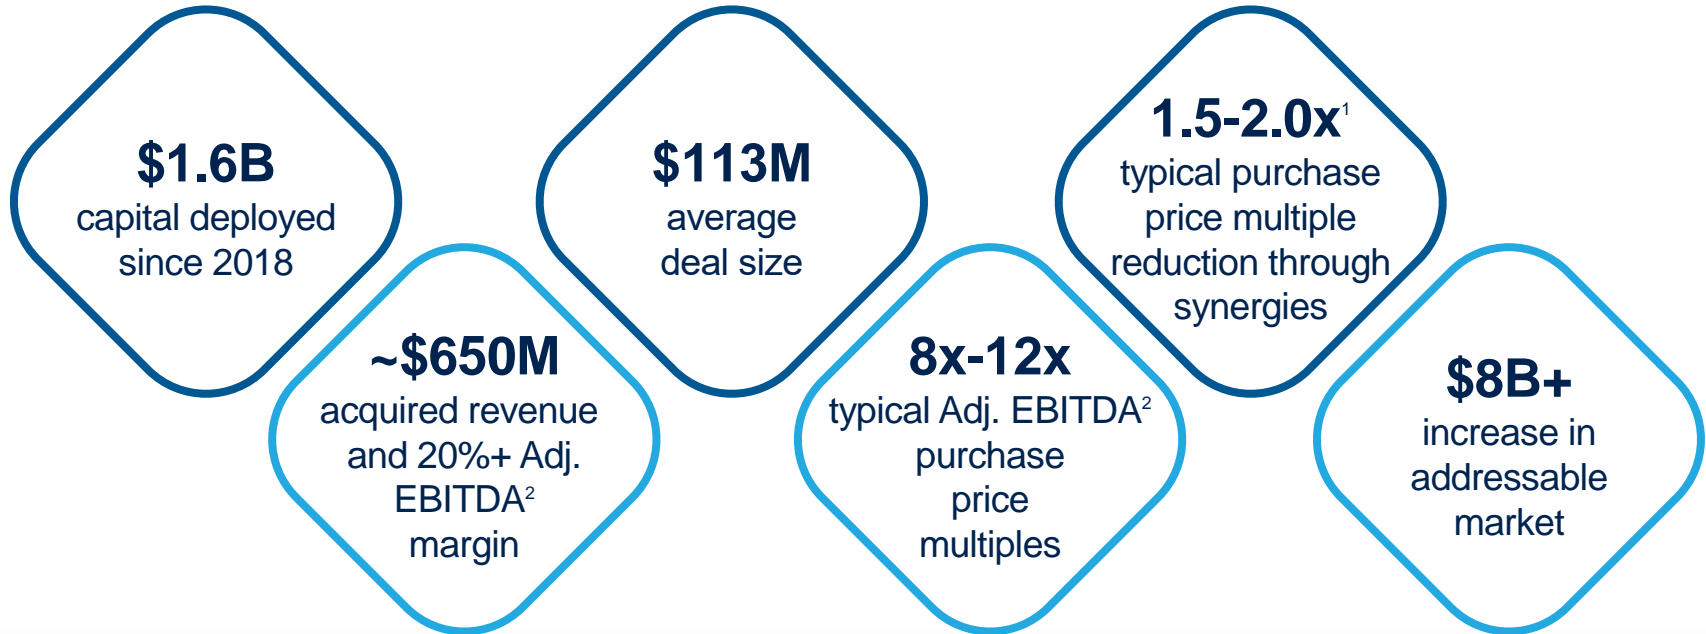 $1.6B
capital deployed
since 2018
~$650M
acquired revenue
and 20%+ Adj.
EBITDA²
margin
$113M
average
deal size
8x-12x
typical Adj. EBITDA²
purchase
price
multiples
1.5-2.0x¹
typical purchase
price multiple
reduction through
synergies
$8B+
increase in
addressable
market